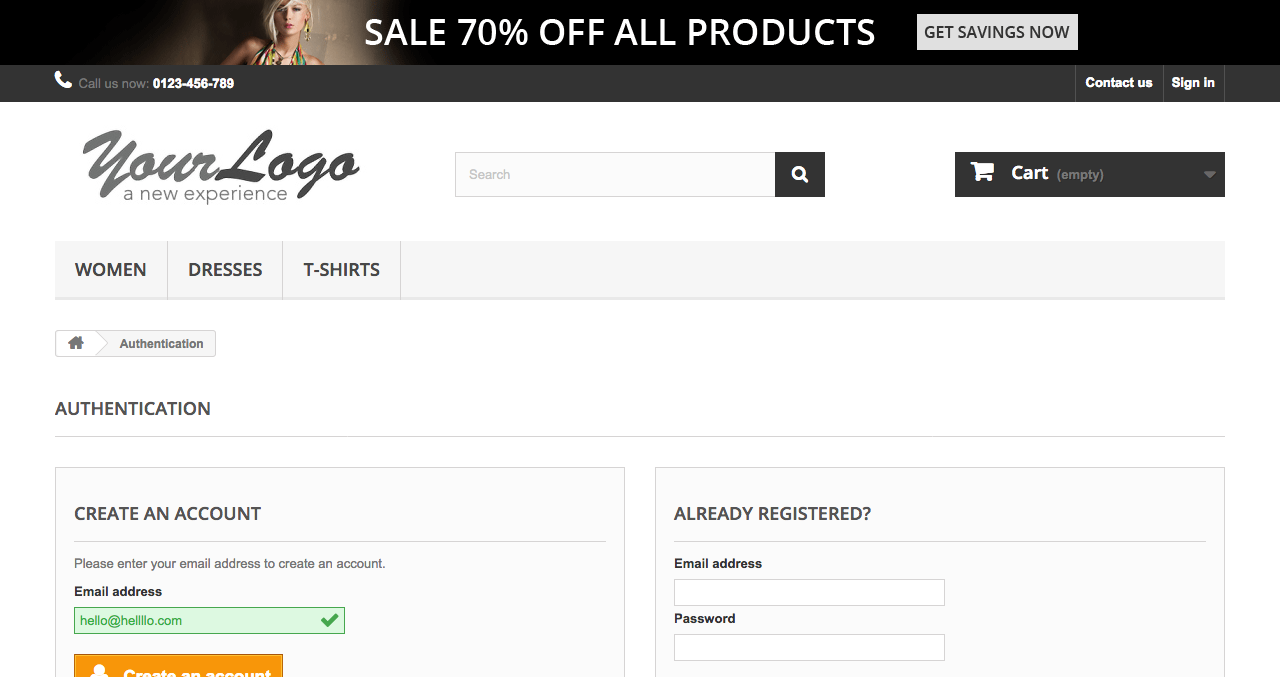 SALE 70% OFF ALL PRODUCTS
GET SAVINGS NOW
Call us now: 0123-456-789
Contact us
Sign in
YourLogo
a new experience
Search
Cart (empty)
WOMEN
DRESSES
T-SHIRTS
Authentication
AUTHENTICATION
CREATE AN ACCOUNT
Please enter your email address to create an account.
Email address
hello@hellllo.com
Create an account
ALREADY REGISTERED?
Email address
Password